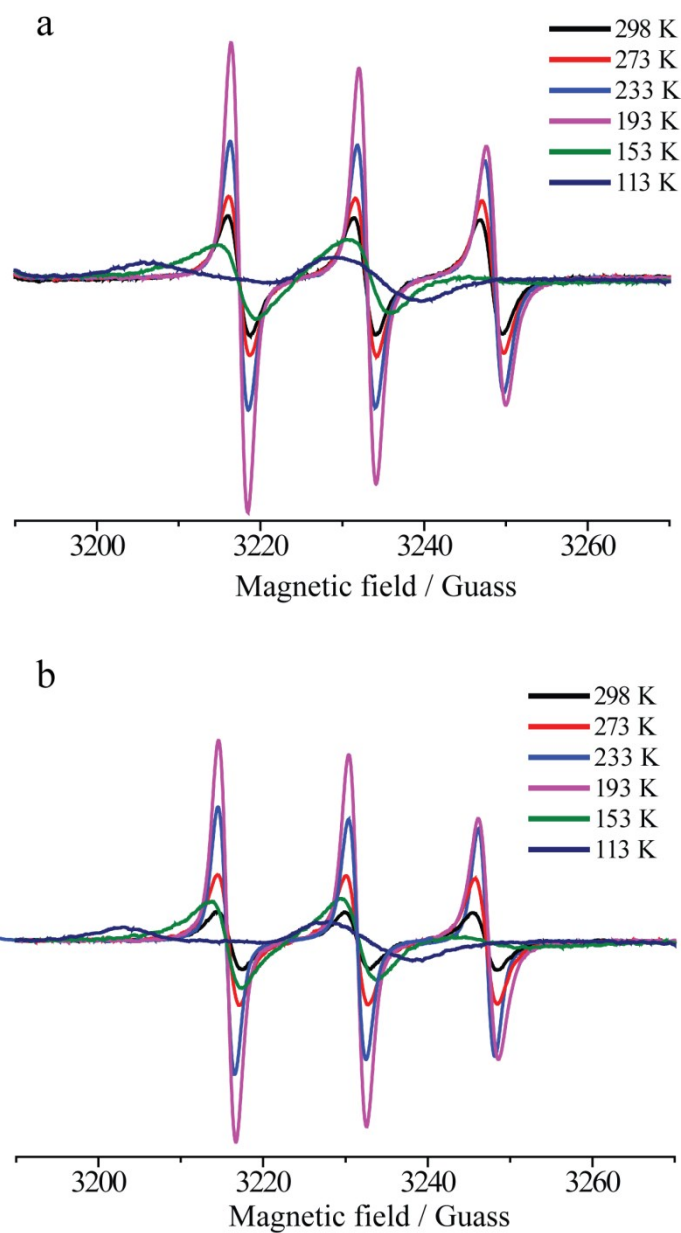 a
298 K
273 K
233 K
193 K
153 K
113 K
3200 3220 3240 3260
Magnetic field / Guass
b
298 K
273 K
233 K
193 K
153 K
113 K
3200 3220 3240 3260
Magnetic field / Guass